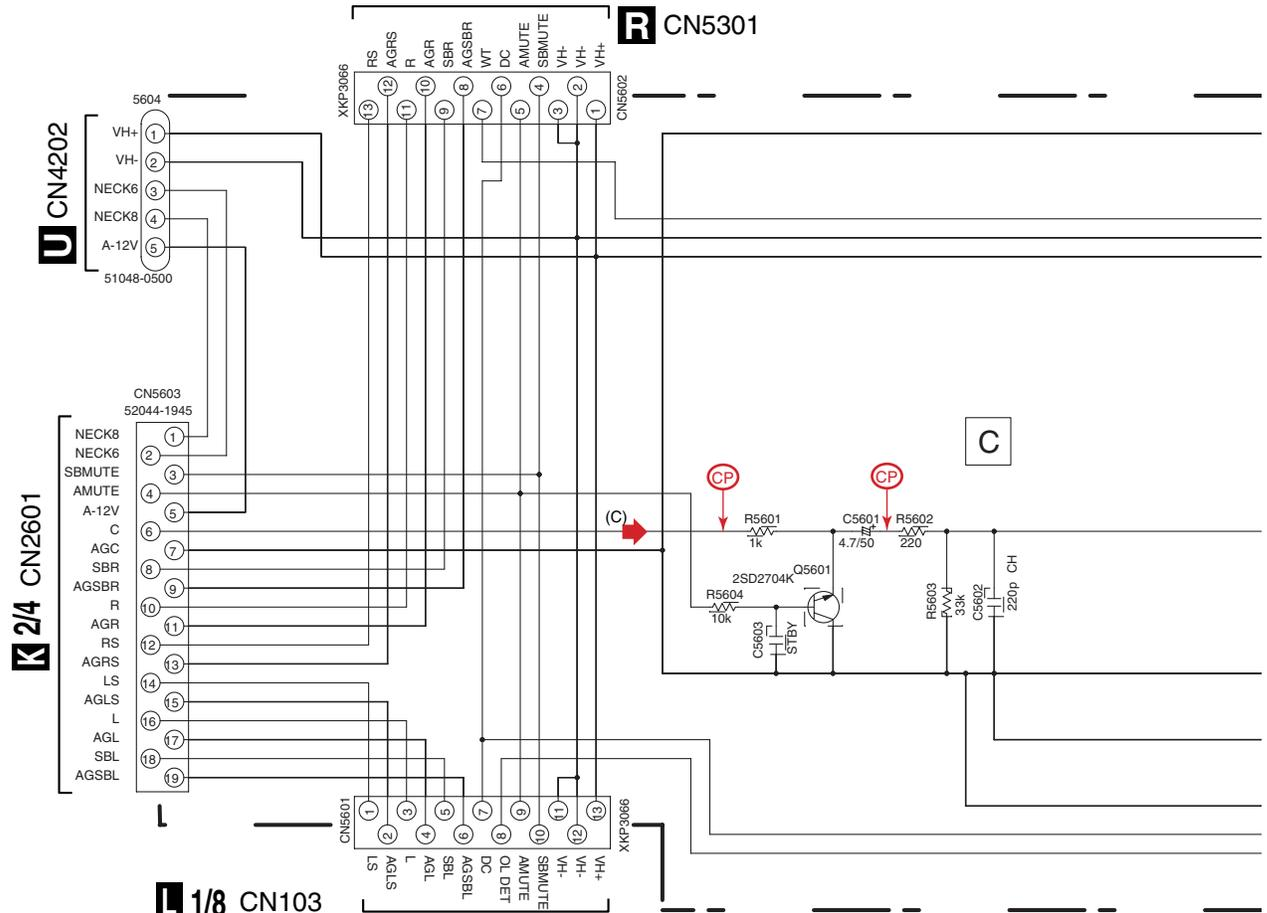 R CN5301
RS
AGRS
R
AGR
SBR
AGSBR
WT
DC
AMUTE
SBMUTE
VH-
VH-
VH+
XKP3066
13
12
11
10
9
8
7
6
5
4
3
2
1
CN5602
5604
U CN4202
VH+ 1
VH- 2
NECK6 3
NECK8 4
A-12V 5
51048-0500
CN5603
52044-1945
K 2/4 CN2601
NECK8 1
NECK6 2
SBMUTE 3
AMUTE 4
A-12V 5
C 6
AGC 7
SBR 8
AGSBR 9
R 10
AGR 11
RS 12
AGRS 13
LS 14
AGLS 15
L 16
AGL 17
SBL 18
AGSBL 19
C
CP
CP
(C)
R5601
1k
C5601
+
4.7/50
R5602
220
Q5601
2SD2704K
R5604
10k
C5603
STBY
R5603
33k
C5602
220p CH
CN5601
1
2
3
4
5
6
7
8
9
10
11
12
13
XKP3066
LS
AGLS
L
AGL
SBL
AGSBL
DC
OL DET
AMUTE
SBMUTE
VH-
VH-
VH+
L 1/8 CN103